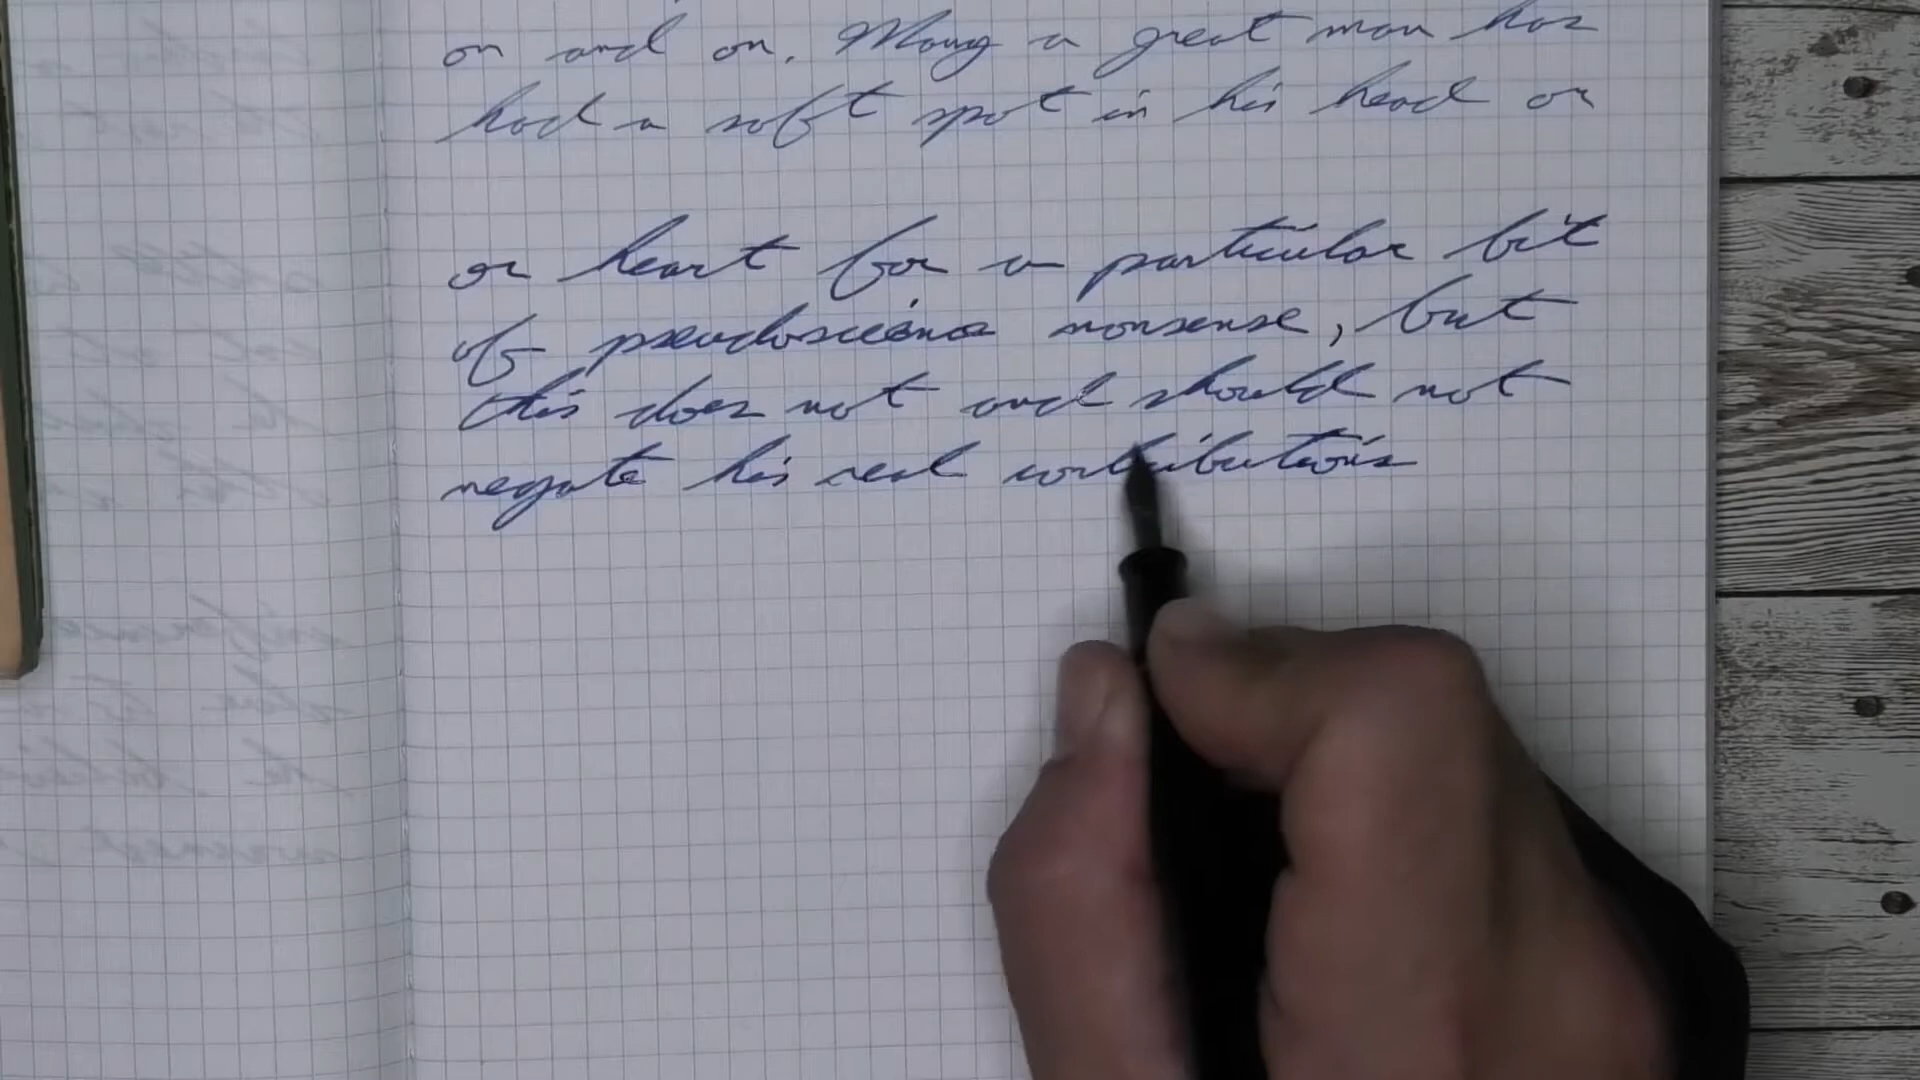 on and on. Many a great man has
had a soft spot in his head or
or heart for a particular bit
of pseudoscience nonsense, but
this does not and should not
negate his real contributions